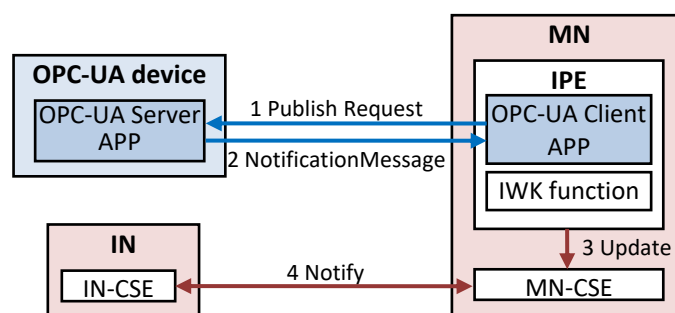 MN
OPC-UA device
IPE
OPC-UA Server
APP
1 Publish Request
OPC-UA Client
APP
2 NotificationMessage
IWK function
IN
3 Update
4 Notify
IN-CSE
MN-CSE